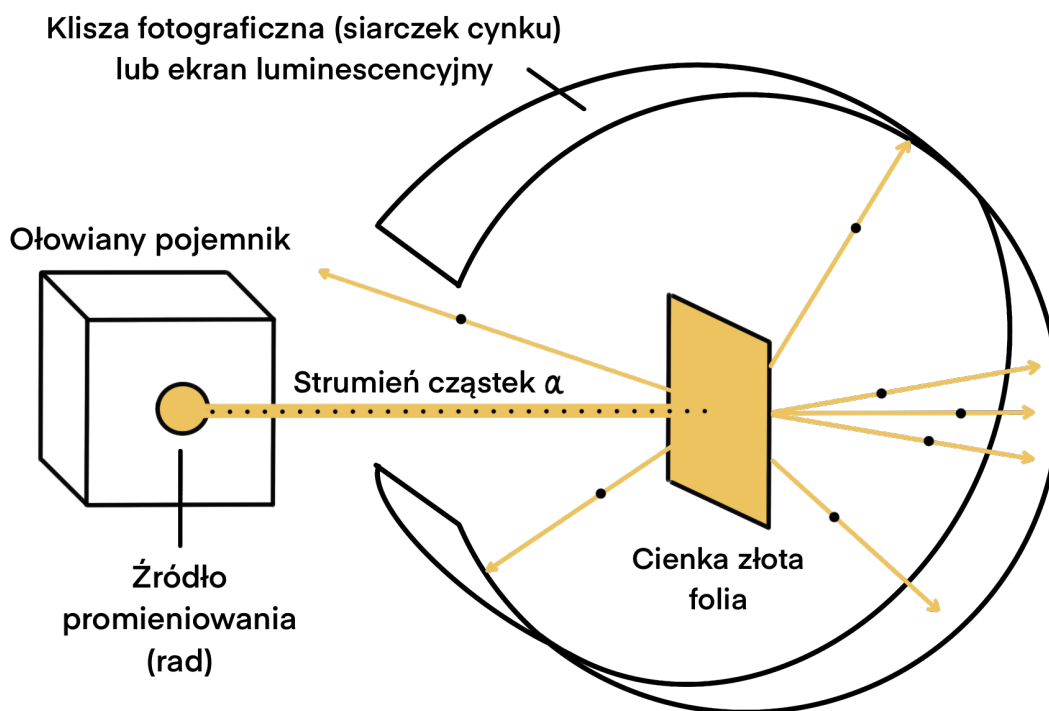 Klisza fotograficzna (siarczek cynku)
lub ekran luminescencyjny
Ołowiany pojemnik
Strumień cząstek α
Źródło
promieniowania
(rad)
Cienka złota
folia